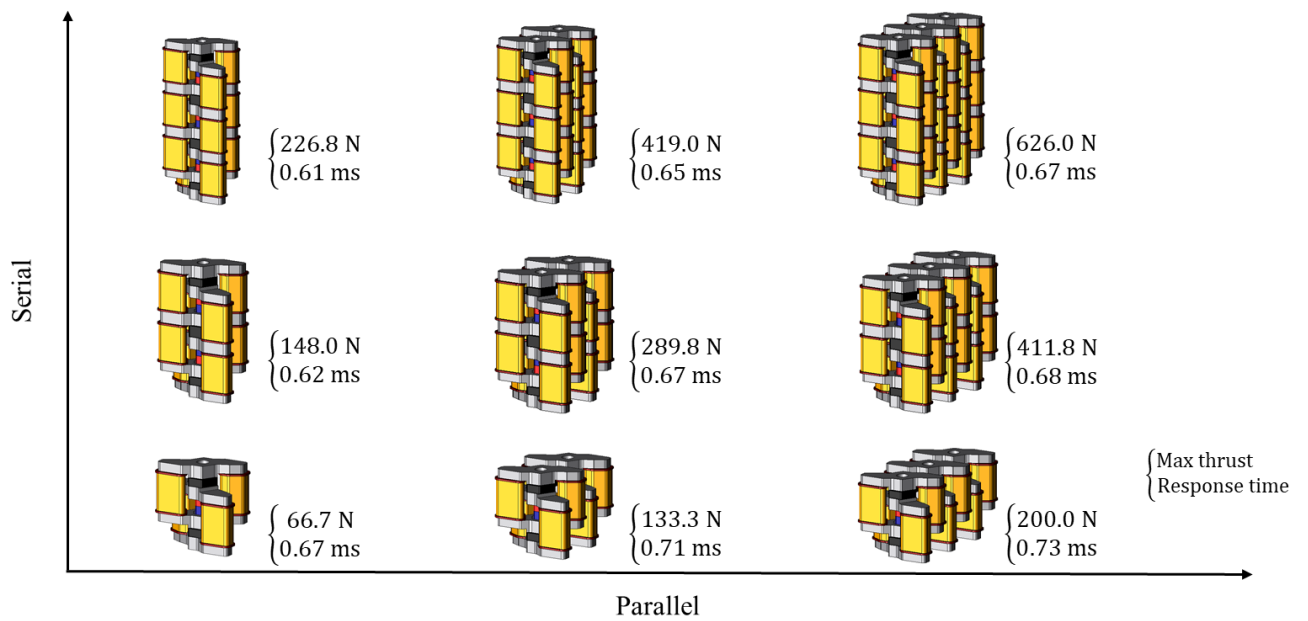 Serial
226.8 N
0.61 ms
419.0 N
0.65 ms
626.0 N
0.67 ms
148.0 N
0.62 ms
289.8 N
0.67 ms
411.8 N
0.68 ms
66.7 N
0.67 ms
133.3 N
0.71 ms
200.0 N
0.73 ms
Max thrust
Response time
Parallel